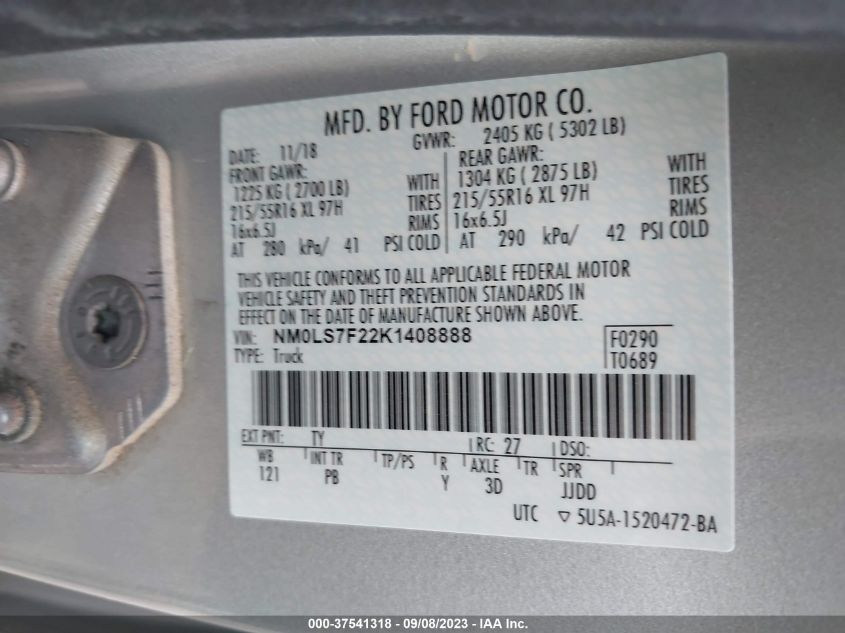 MFD. BY FORD MOTOR CO.
DATE: 11/18 GVWR: 2405 KG ( 5302 LB)
FRONT GAWR: REAR GAWR:
1225 KG ( 2700 LB) WITH 1304 KG ( 2875 LB) WITH
215/55R16 XL 97H TIRES 215/55R16 XL 97H TIRES
16x6.5J RIMS 16x6.5J RIMS
AT 280 kPa/ 41 PSI COLD AT 290 kPa/ 42 PSI COLD
THIS VEHICLE CONFORMS TO ALL APPLICABLE FEDERAL MOTOR
VEHICLE SAFETY AND THEFT PREVENTION STANDARDS IN
EFFECT ON THE DATE OF MANUFACTURE SHOWN ABOVE.
VIN: NM0LS7F22K1408888 F0290
TYPE: Truck T0689
EXT PNT: TY RC: 27 DSO:
WB INT TR TP/PS R AXLE TR SPR
121 PB Y 3D JJDD
UTC ▽ 5U5A-1520472-BA
000-37541318 - 09/08/2023 - IAA Inc.